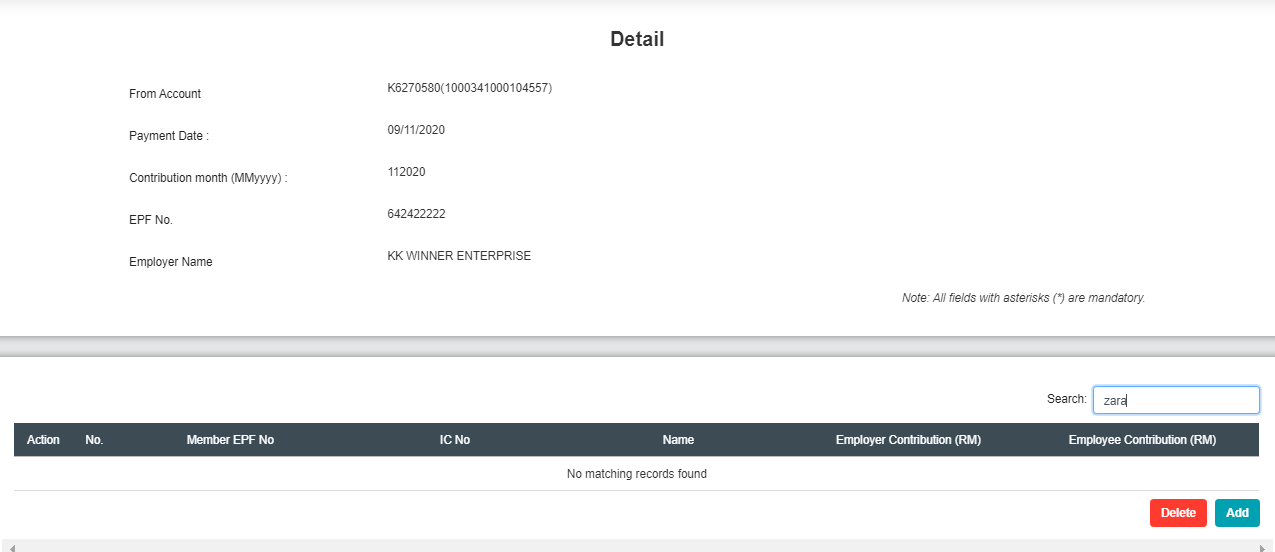 Detail
From Account K6270580(1000341000104557)
Payment Date : 09/11/2020
Contribution month (MMyyyy) : 112020
EPF No. 642422222
Employer Name KK WINNER ENTERPRISE
Note: All fields with asterisks (*) are mandatory.
Search: zara
Action No. Member EPF No IC No Name Employer Contribution (RM) Employee Contribution (RM)
No matching records found
Delete Add